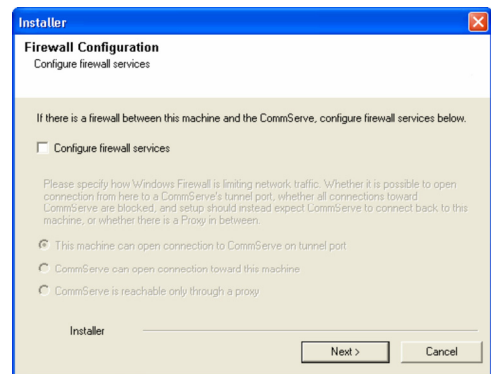 Installer
Firewall Configuration
Configure firewall services
If there is a firewall between this machine and the CommServe, configure firewall services below.
Configure firewall services
Please specify how Windows Firewall is limiting network traffic. Whether it is possible to open
connection from here to a CommServe's tunnel port, whether all connections toward
CommServe are blocked, and setup should instead expect CommServe to connect back to this
machine, or whether there is a Proxy in between.
This machine can open connection to CommServe on tunnel port
CommServe can open connection toward this machine
CommServe is reachable only through a proxy
Installer
Next >
Cancel